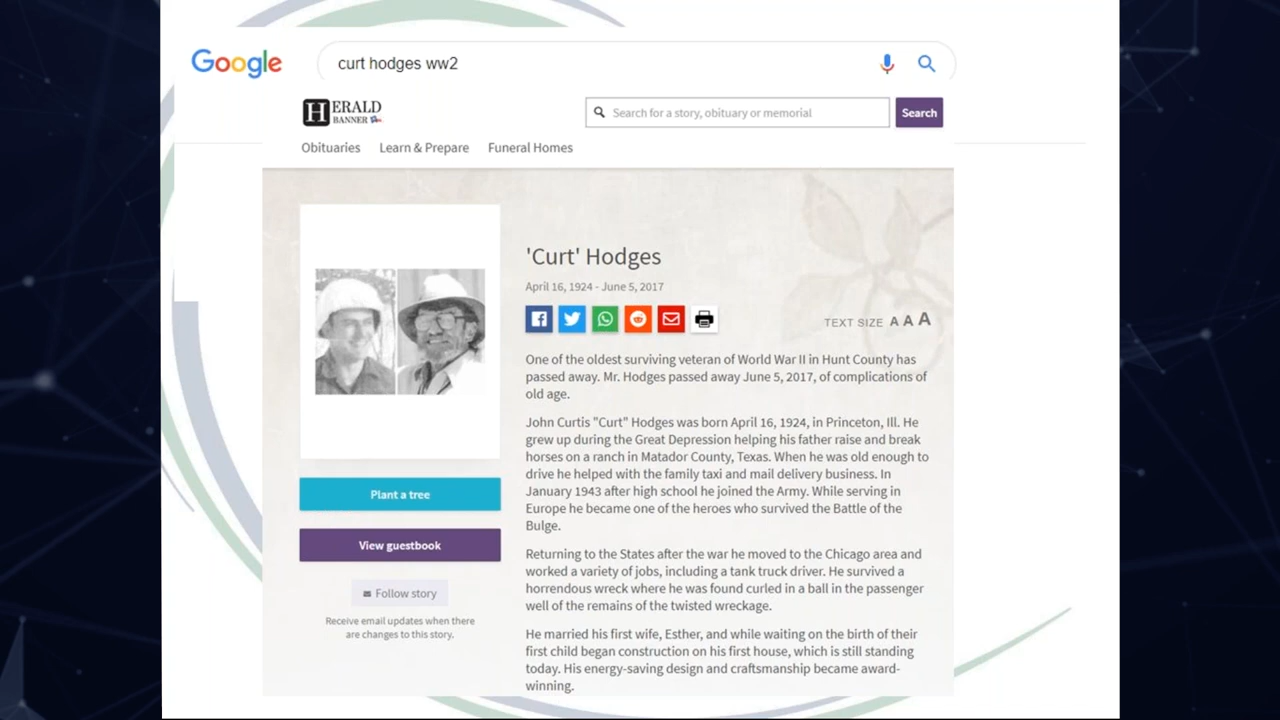 Google
curt hodges ww2
HERALD
BANNER
Search for a story, obituary or memorial
Search
Obituaries Learn & Prepare Funeral Homes
'Curt' Hodges
April 16, 1924 - June 5, 2017
TEXT SIZE A A A
One of the oldest surviving veteran of World War II in Hunt County has
passed away. Mr. Hodges passed away June 5, 2017, of complications of
old age.
John Curtis "Curt" Hodges was born April 16, 1924, in Princeton, Ill. He
grew up during the Great Depression helping his father raise and break
horses on a ranch in Matador County, Texas. When he was old enough to
drive he helped with the family taxi and mail delivery business. In
January 1943 after high school he joined the Army. While serving in
Europe he became one of the heroes who survived the Battle of the
Bulge.
Returning to the States after the war he moved to the Chicago area and
worked a variety of jobs, including a tank truck driver. He survived a
horrendous wreck where he was found curled in a ball in the passenger
well of the remains of the twisted wreckage.
He married his first wife, Esther, and while waiting on the birth of their
first child began construction on his first house, which is still standing
today. His energy-saving design and craftsmanship became award-
winning.
Plant a tree
View guestbook
Follow story
Receive email updates when there
are changes to this story.